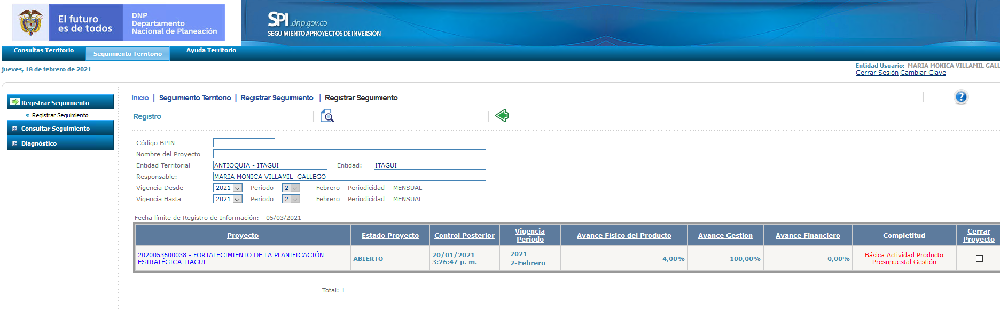 El futuro
es de todos
DNP
Departamento
Nacional de Planeación
SPI.dnp.gov.co
SEGUIMIENTO A PROYECTOS DE INVERSIÓN
Consultas Territorio
Seguimiento Territorio
Ayuda Territorio
jueves, 18 de febrero de 2021
Entidad Usuario: MARIA MONICA VILLAMIL GALL
Cerrar Sesión Cambiar Clave
Registrar Seguimiento
Registrar Seguimiento
Consultar Seguimiento
Diagnóstico
Inicio | Seguimiento Territorio | Registrar Seguimiento | Registrar Seguimiento
?
Registro
Código BPIN
Nombre del Proyecto
Entidad Territorial ANTIOQUIA - ITAGUI Entidad: ITAGUI
Responsable: MARIA MONICA VILLAMIL GALLEGO
Vigencia Desde 2021 Periodo 2 Febrero Periodicidad MENSUAL
Vigencia Hasta 2021 Periodo 2 Febrero Periodicidad MENSUAL
Fecha límite de Registro de Información: 05/03/2021
Proyecto
Estado Proyecto
Control Posterior
Vigencia
Periodo
Avance Físico del Producto
Avance Gestion
Avance Financiero
Completitud
Cerrar
Proyecto
2020053600038 - FORTALECIMIENTO DE LA PLANIFICACIÓN
ESTRATÉGICA ITAGUI
ABIERTO
20/01/2021
3:26:47 p. m.
2021
2-Febrero
4,00%
100,00%
0,00%
Básica Actividad Producto
Presupuestal Gestión
Total: 1